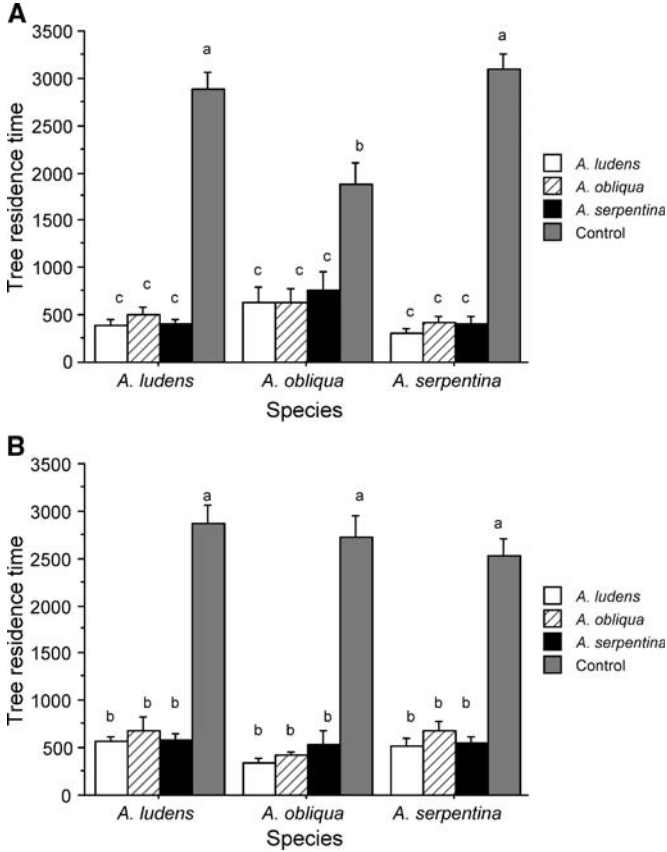 A
3500
3000
2500
2000
1500
1000
500
0
Tree residence time
c c c a
c c c b
c c c a
A. ludens A. obliqua A. serpentina
Species
A. ludens
A. obliqua
A. serpentina
Control
B
3500
3000
2500
2000
1500
1000
500
0
Tree residence time
b b b a
b b b a
b b b a
A. ludens A. obliqua A. serpentina
Species
A. ludens
A. obliqua
A. serpentina
Control